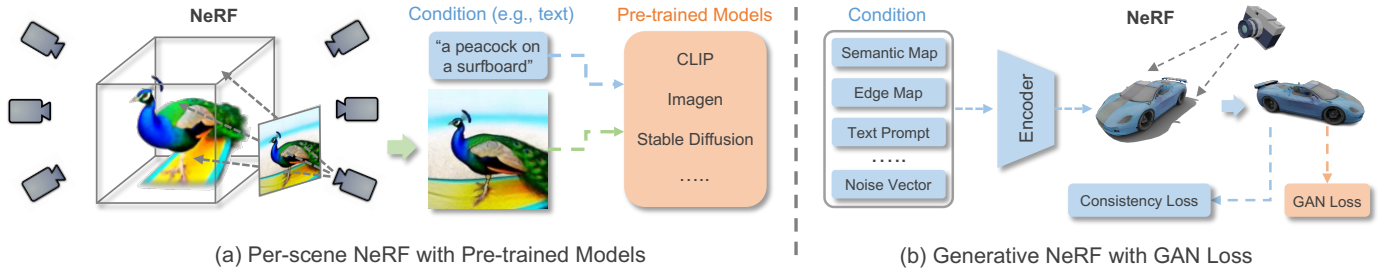 NeRF
Condition (e.g., text)
Pre-trained Models
“a peacock on
a surfboard”
CLIP
Imagen
Stable Diffusion
.....
(a) Per-scene NeRF with Pre-trained Models
Condition
NeRF
Semantic Map
Edge Map
Text Prompt
.....
Noise Vector
Encoder
Consistency Loss
GAN Loss
(b) Generative NeRF with GAN Loss